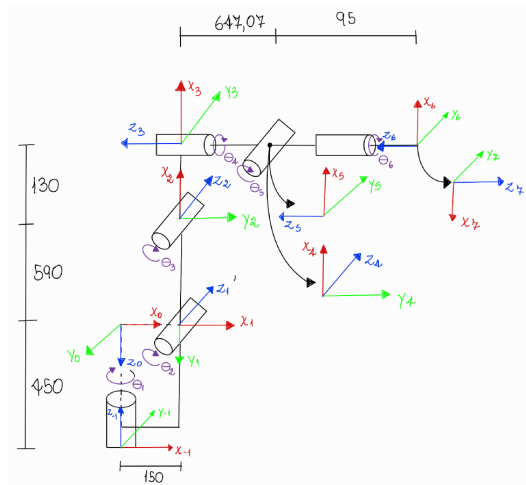 647,07 95
X3 Y3
X6
Z3 θ4 Z6 Y6
θ5 θ6 Y7
Z7
130 X2 Z2 X5 Y5
Y2 Z5 X7
θ3
590 X4 Z4
Z1
X0 X1 Y4
Y0 Z0 θ2 Y1
θ1
450
Z-1 Y-1
X-1
150